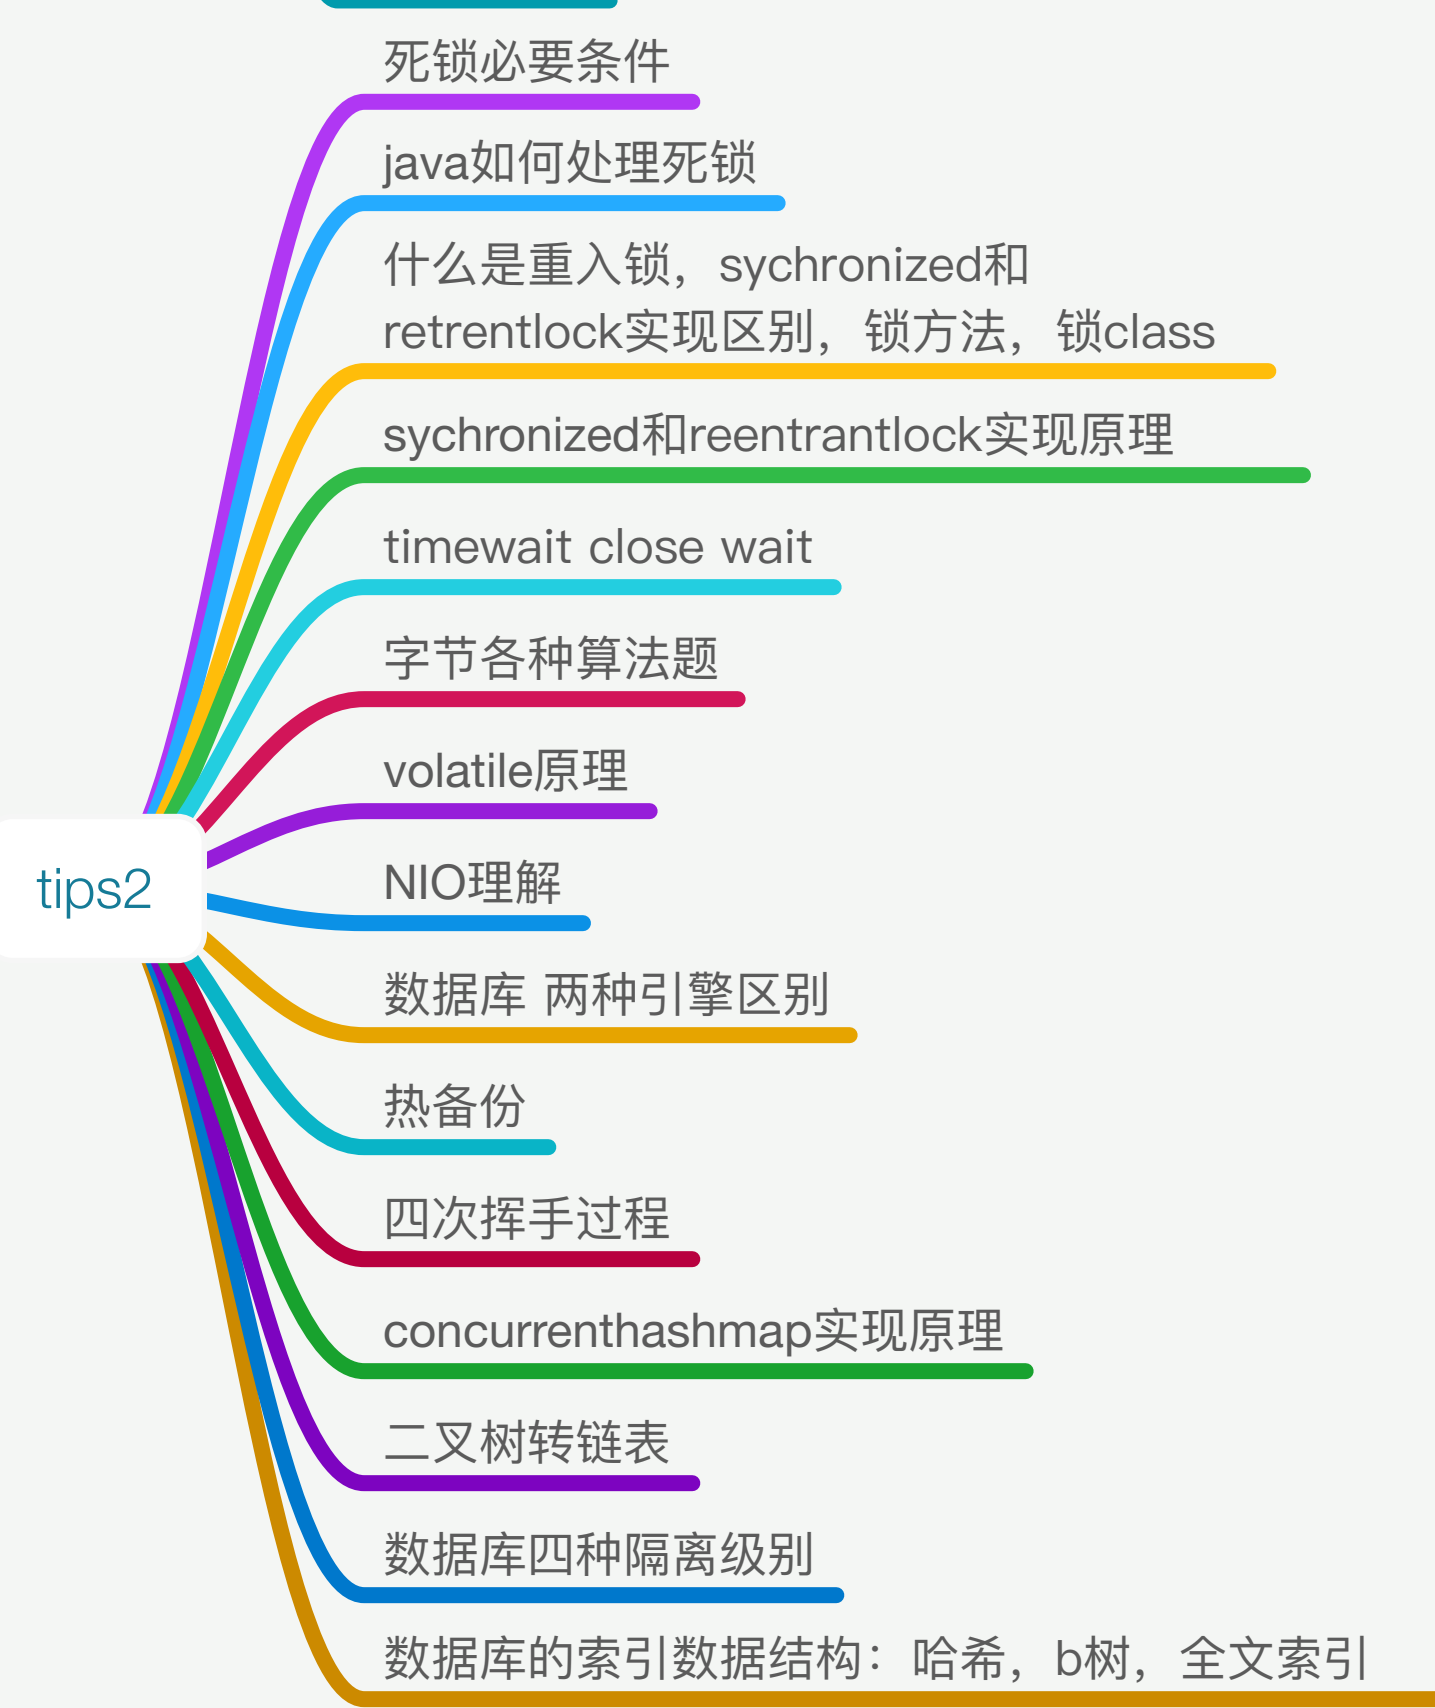 死锁必要条件
java如何处理死锁
什么是重入锁，sychronized和
retrentlock实现区别，锁方法，锁class
sychronized和reentrantlock实现原理
timewait close wait
字节各种算法题
volatile原理
tips2
NIO理解
数据库 两种引擎区别
热备份
四次挥手过程
concurrenthashmap实现原理
二叉树转链表
数据库四种隔离级别
数据库的索引数据结构：哈希，b树，全文索引